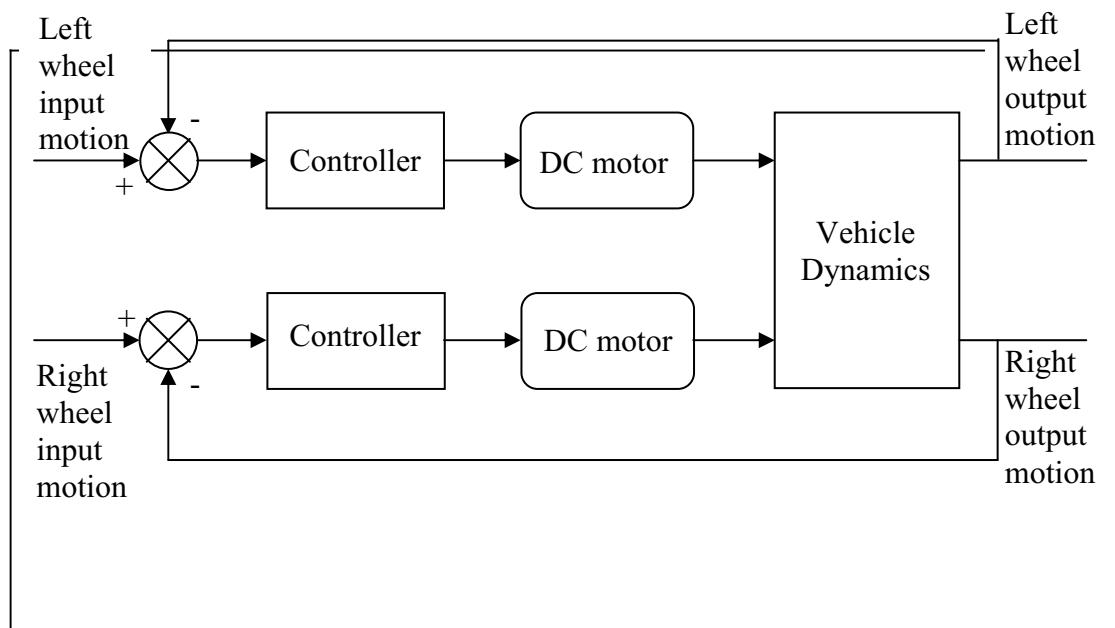 Left
wheel
input
motion
Left
wheel
output
motion
-
+
Controller
DC motor
Vehicle
Dynamics
+
-
Controller
DC motor
Right
wheel
input
motion
Right
wheel
output
motion